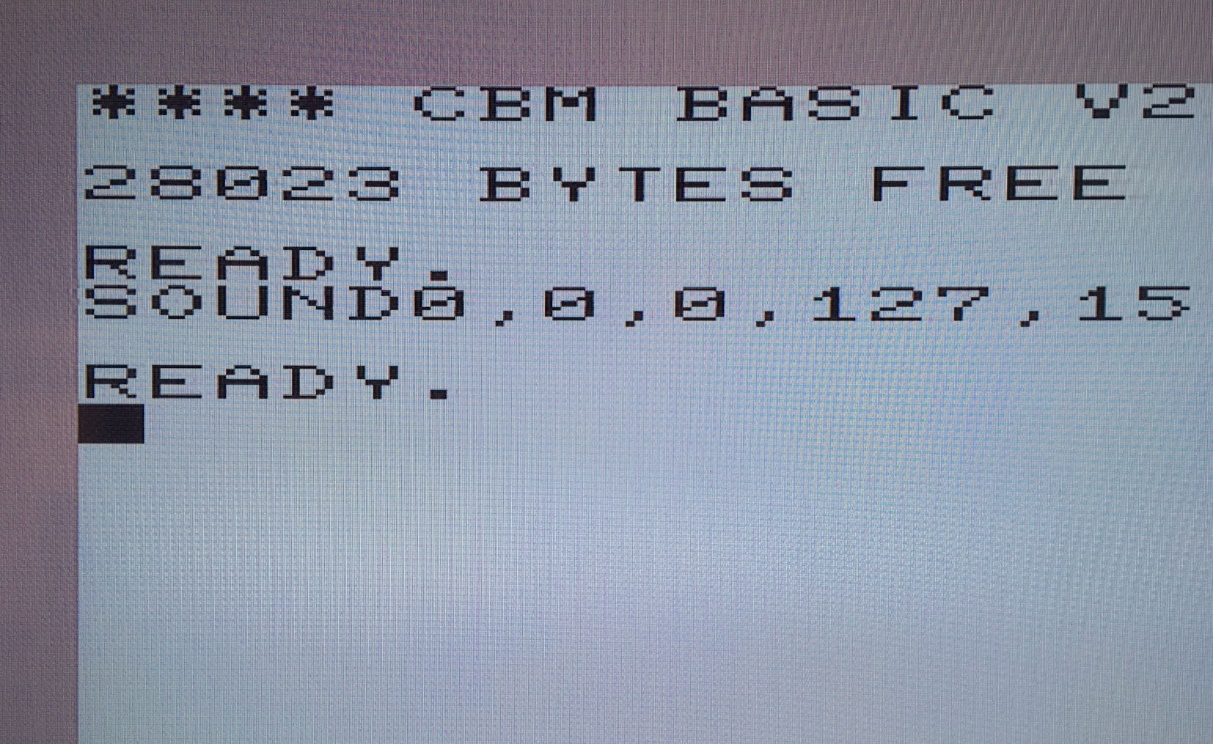 **** CBM BASIC V2
28023 BYTES FREE
READY.
SOUND0,0,0,127,15
READY.